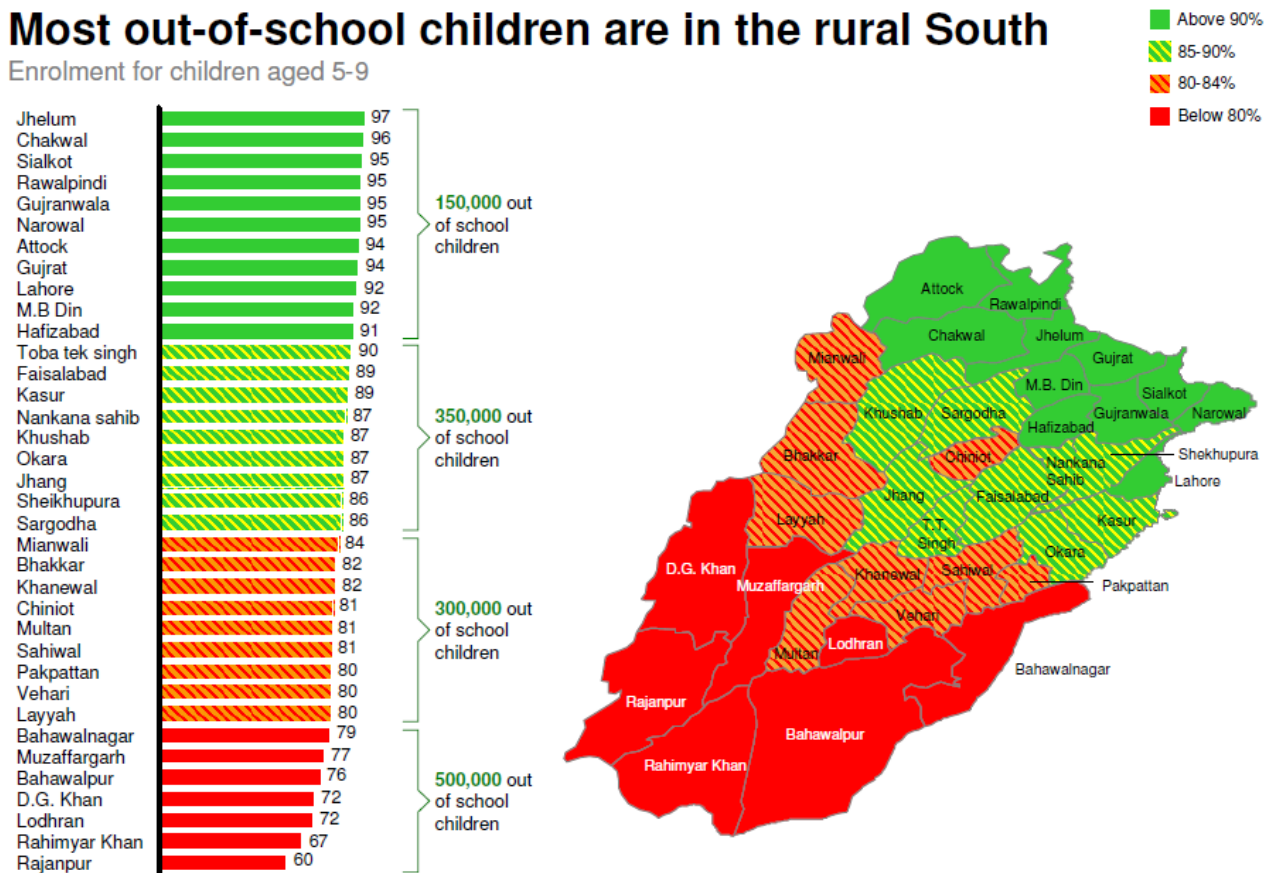 Most out-of-school children are in the rural South
Enrolment for children aged 5-9
Above 90%
85-90%
80-84%
Below 80%
Jhelum 97
Chakwal 96
Sialkot 95
Rawalpindi 95
Gujranwala 95
Narowal 95
Attock 94
Gujrat 94
Lahore 92
M.B Din 92
Hafizabad 91
Toba tek singh 90
Faisalabad 89
Kasur 89
Nankana sahib 87
Khushab 87
Okara 87
Jhang 87
Sheikhupura 86
Sargodha 86
Mianwali 84
Bhakkar 82
Khanewal 82
Chiniot 81
Multan 81
Sahiwal 81
Pakpattan 80
Vehari 80
Layyah 80
Bahawalnagar 79
Muzaffargarh 77
Bahawalpur 76
D.G. Khan 72
Lodhran 72
Rahimyar Khan 67
Rajanpur 60
150,000 out
of school
children
350,000 out
of school
children
300,000 out
of school
children
500,000 out
of school
children
Attock
Rawalpindi
Chakwal
Jhelum
Mianwali
Gujrat
M.B. Din
Sialkot
Khushab
Sargodha
Gujranwala
Narowal
Hafizabad
Bhakkar
Chiniot
Nankana
Sahib
Shekhupura
Lahore
Jhang
Faisalabad
Layyah
Kasur
T.T.
Singh
Okara
D.G. Khan
Muzaffargarh
Khanewal
Sahiwal
Pakpattan
Vehari
Lodhran
Multan
Bahawalnagar
Rajanpur
Bahawalpur
Rahimyar Khan